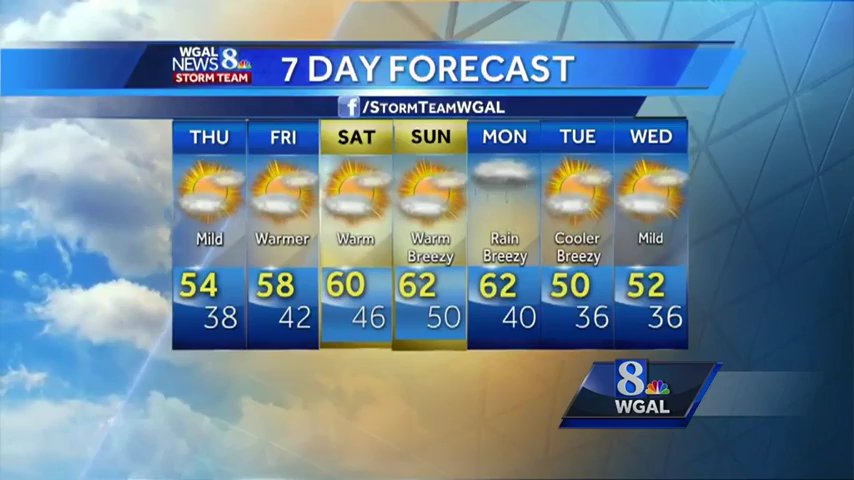 WGAL
NEWS 8
STORM TEAM
7 DAY FORECAST
f/STORMTEAMWGAL
THU FRI SAT SUN MON TUE WED
Mild Warmer Warm Warm Breezy Rain Breezy Cooler Breezy Mild
54 58 60 62 62 50 52
38 42 46 50 40 36 36
8
WGAL